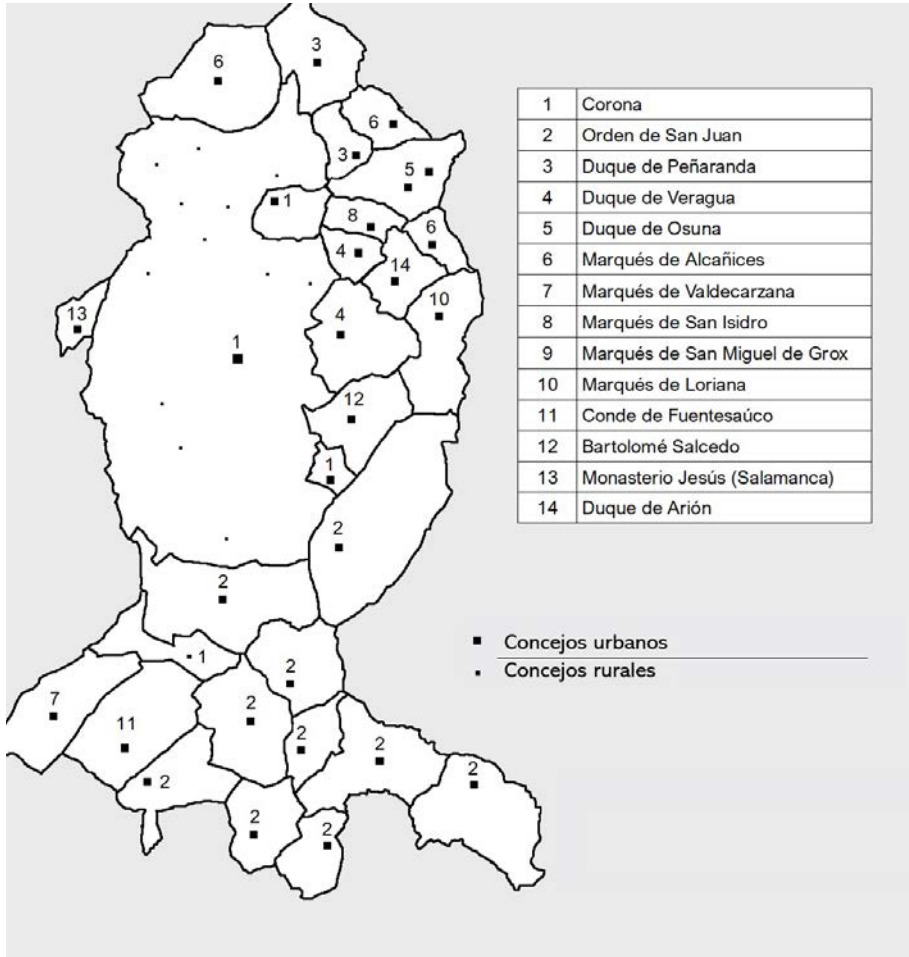 3
6
6
3
5
1
8
6
4
14
13
10
4
1
12
1
2
2
1
2
7
2
11
2
2
2
2
2
2
1 Corona
2 Orden de San Juan
3 Duque de Peñaranda
4 Duque de Veragua
5 Duque de Osuna
6 Marqués de Alcañices
7 Marqués de Valdecarzana
8 Marqués de San Isidro
9 Marqués de San Miguel de Grox
10 Marqués de Loriana
11 Conde de Fuentesaúco
12 Bartolomé Salcedo
13 Monasterio Jesús (Salamanca)
14 Duque de Arión
Concejos urbanos
Concejos rurales